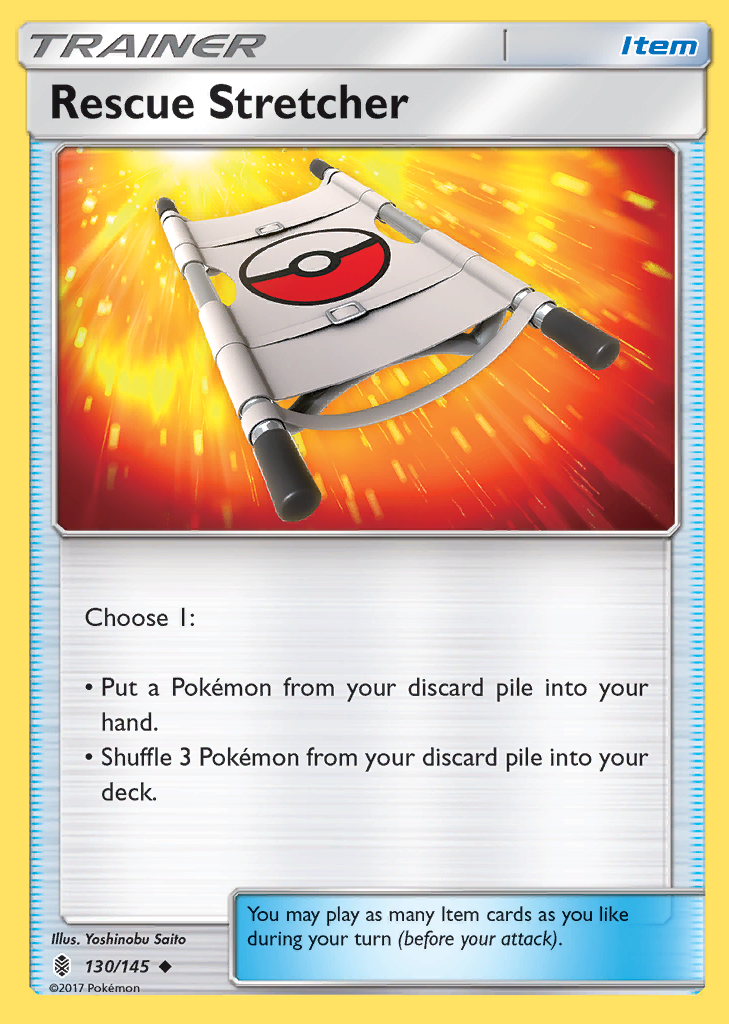 TRAINER
Item
Rescue Stretcher
Choose 1:
• Put a Pokémon from your discard pile into your
hand.
• Shuffle 3 Pokémon from your discard pile into your
deck.
You may play as many Item cards as you like
during your turn (before your attack).
Illus. Yoshinobu Saito
130/145 ◆
©2017 Pokémon